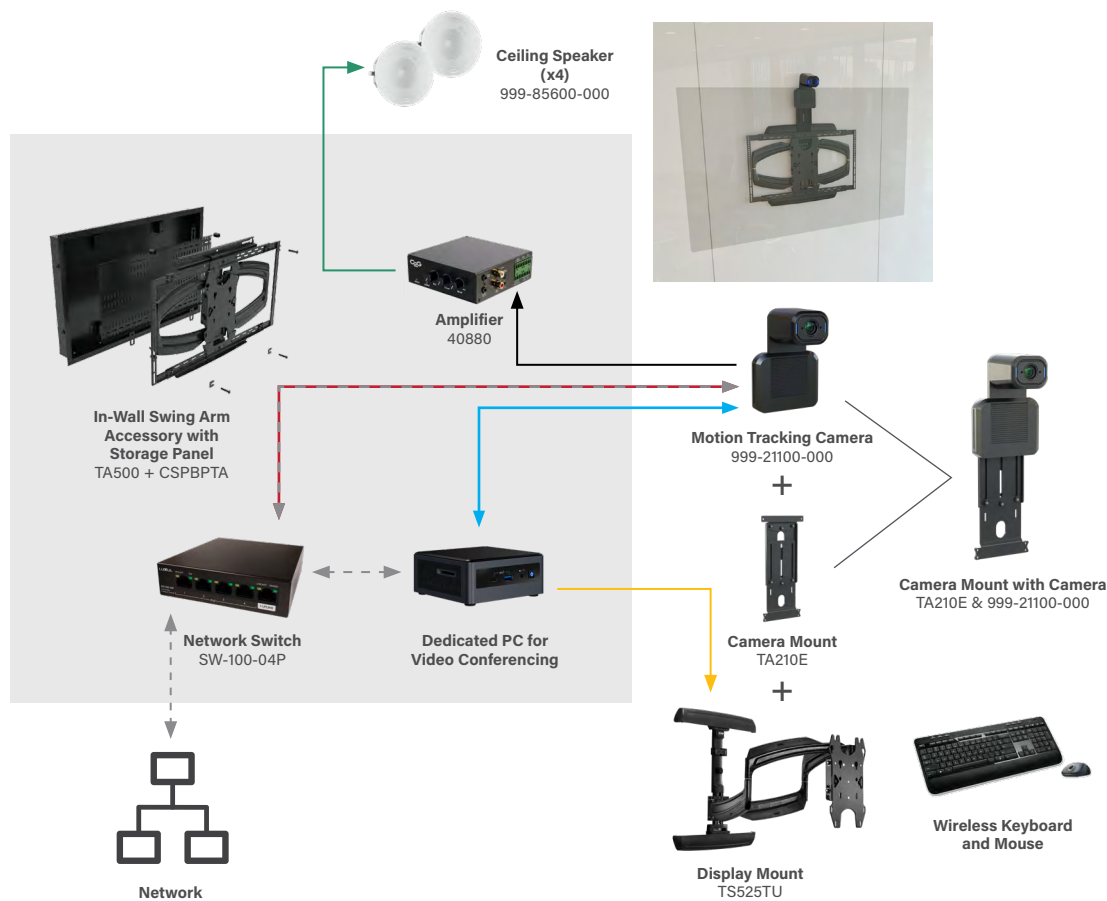 Ceiling Speaker
(x4)
999-85600-000
Amplifier
40880
In-Wall Swing Arm
Accessory with
Storage Panel
TA500 + CSPBPTA
Motion Tracking Camera
999-21100-000
+
Camera Mount with Camera
TA210E & 999-21100-000
Network Switch
SW-100-04P
Dedicated PC for
Video Conferencing
Camera Mount
TA210E
+
Wireless Keyboard
and Mouse
Display Mount
TS525TU
Network